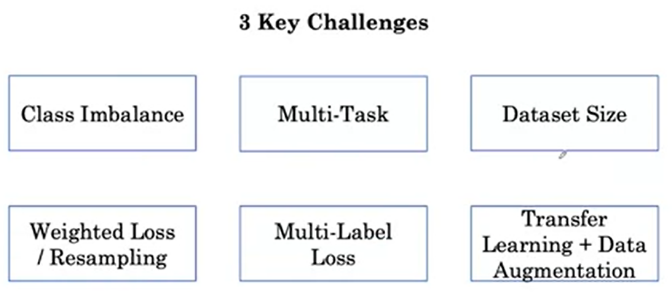 3 Key Challenges
Class Imbalance
Multi-Task
Dataset Size
Weighted Loss
/ Resampling
Multi-Label
Loss
Transfer
Learning + Data
Augmentation